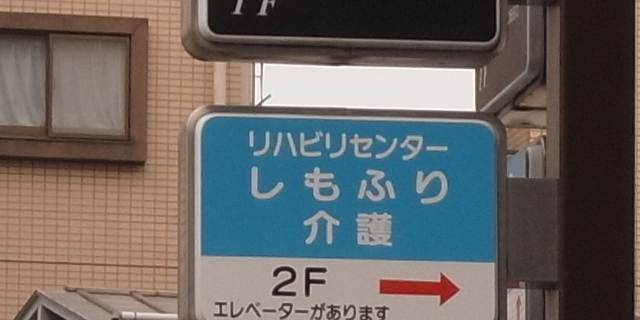 1F
リハビリセンター
しもふり
介護
2F
エレベーターがあります